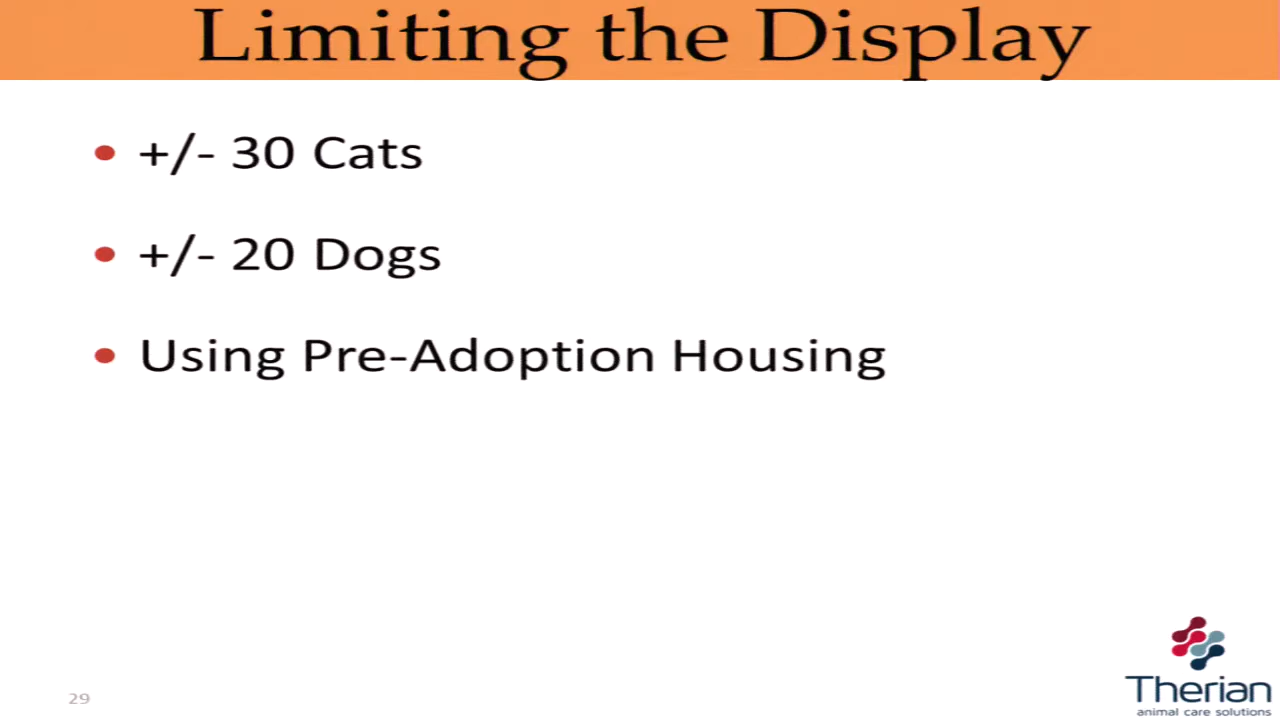 Limiting the Display
• +/- 30 Cats
• +/- 20 Dogs
• Using Pre-Adoption Housing
29
Therian
animal care solutions